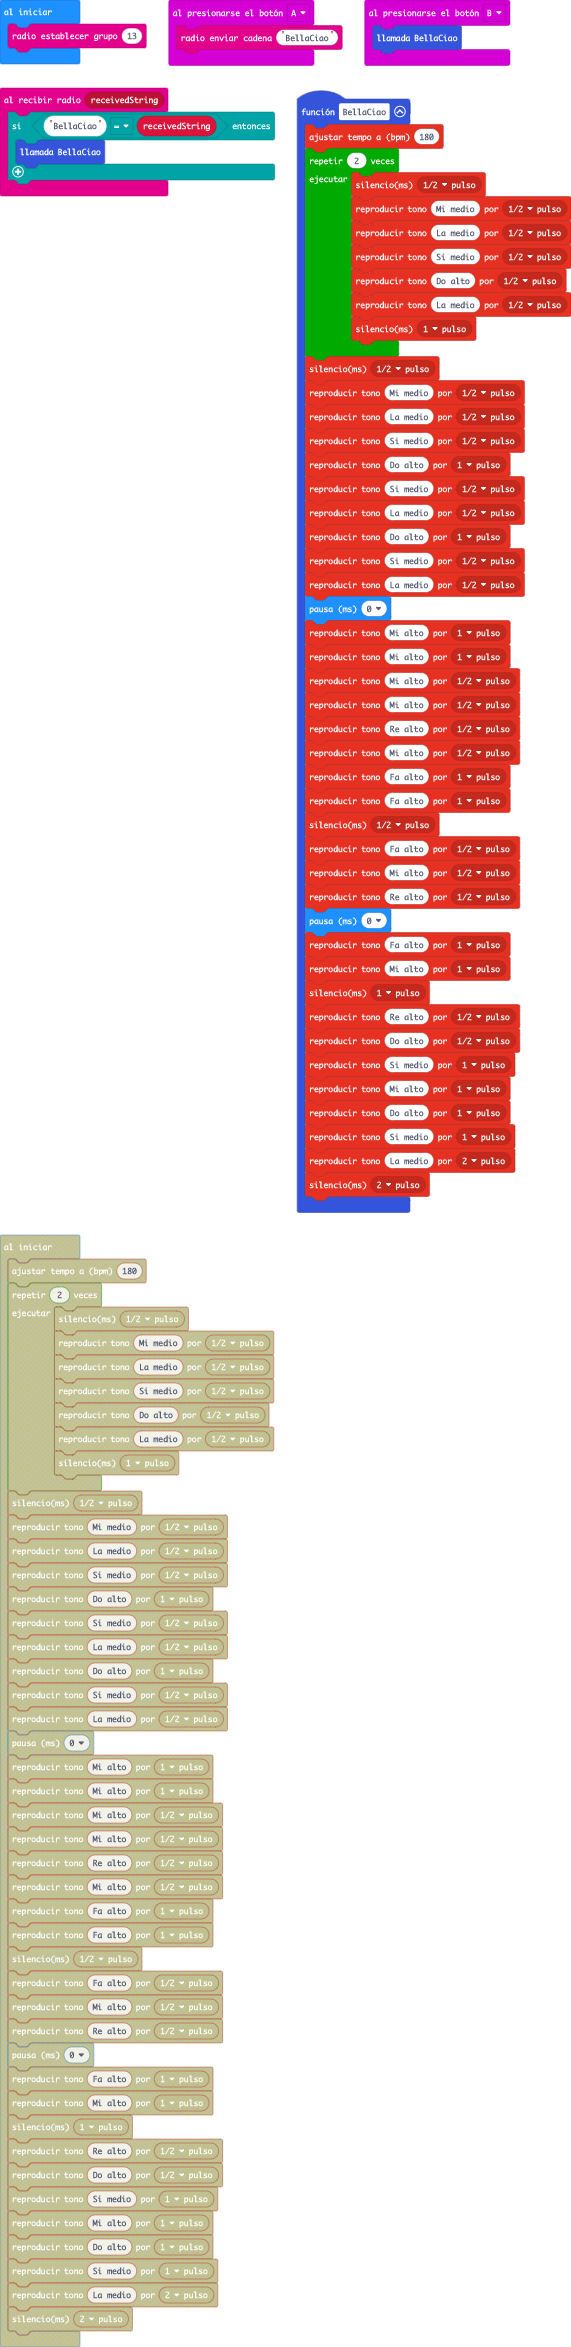 al iniciar
radio establecer grupo 13
al presionarse el botón A
radio enviar cadena "BellaCiao"
al presionarse el botón B
llamada BellaCiao
al recibir radio receivedString
si "BellaCiao" = receivedString entonces
llamada BellaCiao
función BellaCiao
ajustar tempo a (bpm) 180
repetir 2 veces
ejecutar silencio(ms) 1/2 pulso
reproducir tono Mi medio por 1/2 pulso
reproducir tono La medio por 1/2 pulso
reproducir tono Si medio por 1/2 pulso
reproducir tono Do alto por 1/2 pulso
reproducir tono La medio por 1/2 pulso
silencio(ms) 1 pulso
silencio(ms) 1/2 pulso
reproducir tono Mi medio por 1/2 pulso
reproducir tono La medio por 1/2 pulso
reproducir tono Si medio por 1/2 pulso
reproducir tono Do alto por 1 pulso
reproducir tono Si medio por 1/2 pulso
reproducir tono La medio por 1/2 pulso
reproducir tono Do alto por 1 pulso
reproducir tono Si medio por 1/2 pulso
reproducir tono La medio por 1/2 pulso
pausa (ms) 0
reproducir tono Mi alto por 1 pulso
reproducir tono Mi alto por 1 pulso
reproducir tono Mi alto por 1/2 pulso
reproducir tono Mi alto por 1/2 pulso
reproducir tono Re alto por 1/2 pulso
reproducir tono Mi alto por 1/2 pulso
reproducir tono Fa alto por 1 pulso
reproducir tono Fa alto por 1 pulso
silencio(ms) 1/2 pulso
reproducir tono Fa alto por 1/2 pulso
reproducir tono Mi alto por 1/2 pulso
reproducir tono Re alto por 1/2 pulso
pausa (ms) 0
reproducir tono Fa alto por 1 pulso
reproducir tono Mi alto por 1 pulso
silencio(ms) 1 pulso
reproducir tono Re alto por 1/2 pulso
reproducir tono Do alto por 1/2 pulso
reproducir tono Si medio por 1 pulso
reproducir tono Mi alto por 1 pulso
reproducir tono Do alto por 1 pulso
reproducir tono Si medio por 1 pulso
reproducir tono La medio por 2 pulso
silencio(ms) 2 pulso
al iniciar
ajustar tempo a (bpm) 180
repetir 2 veces
ejecutar silencio(ms) 1/2 pulso
reproducir tono Mi medio por 1/2 pulso
reproducir tono La medio por 1/2 pulso
reproducir tono Si medio por 1/2 pulso
reproducir tono Do alto por 1/2 pulso
reproducir tono La medio por 1/2 pulso
silencio(ms) 1 pulso
silencio(ms) 1/2 pulso
reproducir tono Mi medio por 1/2 pulso
reproducir tono La medio por 1/2 pulso
reproducir tono Si medio por 1/2 pulso
reproducir tono Do alto por 1 pulso
reproducir tono Si medio por 1/2 pulso
reproducir tono La medio por 1/2 pulso
reproducir tono Do alto por 1 pulso
reproducir tono Si medio por 1/2 pulso
reproducir tono La medio por 1/2 pulso
pausa (ms) 0
reproducir tono Mi alto por 1 pulso
reproducir tono Mi alto por 1 pulso
reproducir tono Mi alto por 1/2 pulso
reproducir tono Mi alto por 1/2 pulso
reproducir tono Re alto por 1/2 pulso
reproducir tono Mi alto por 1/2 pulso
reproducir tono Fa alto por 1 pulso
reproducir tono Fa alto por 1 pulso
silencio(ms) 1/2 pulso
reproducir tono Fa alto por 1/2 pulso
reproducir tono Mi alto por 1/2 pulso
reproducir tono Re alto por 1/2 pulso
pausa (ms) 0
reproducir tono Fa alto por 1 pulso
reproducir tono Mi alto por 1 pulso
silencio(ms) 1 pulso
reproducir tono Re alto por 1/2 pulso
reproducir tono Do alto por 1/2 pulso
reproducir tono Si medio por 1 pulso
reproducir tono Mi alto por 1 pulso
reproducir tono Do alto por 1 pulso
reproducir tono Si medio por 1 pulso
reproducir tono La medio por 2 pulso
silencio(ms) 2 pulso